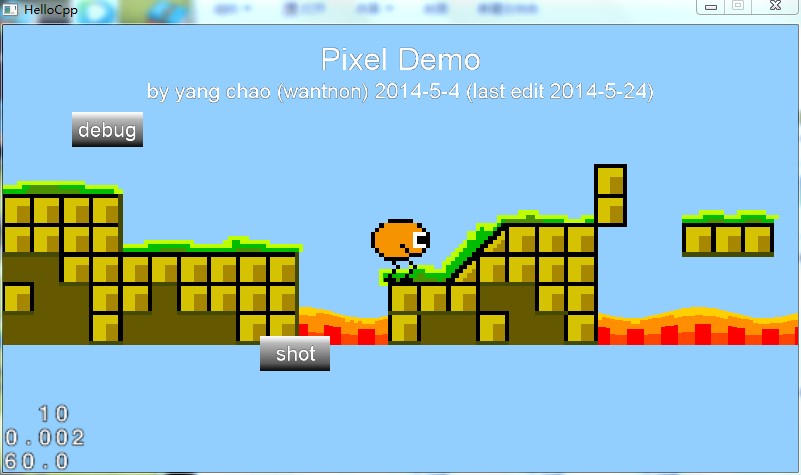 HelloCpp
Pixel Demo
by yang chao (wantnon) 2014-5-4 (last edit 2014-5-24)
debug
shot
10
0.002
60.0